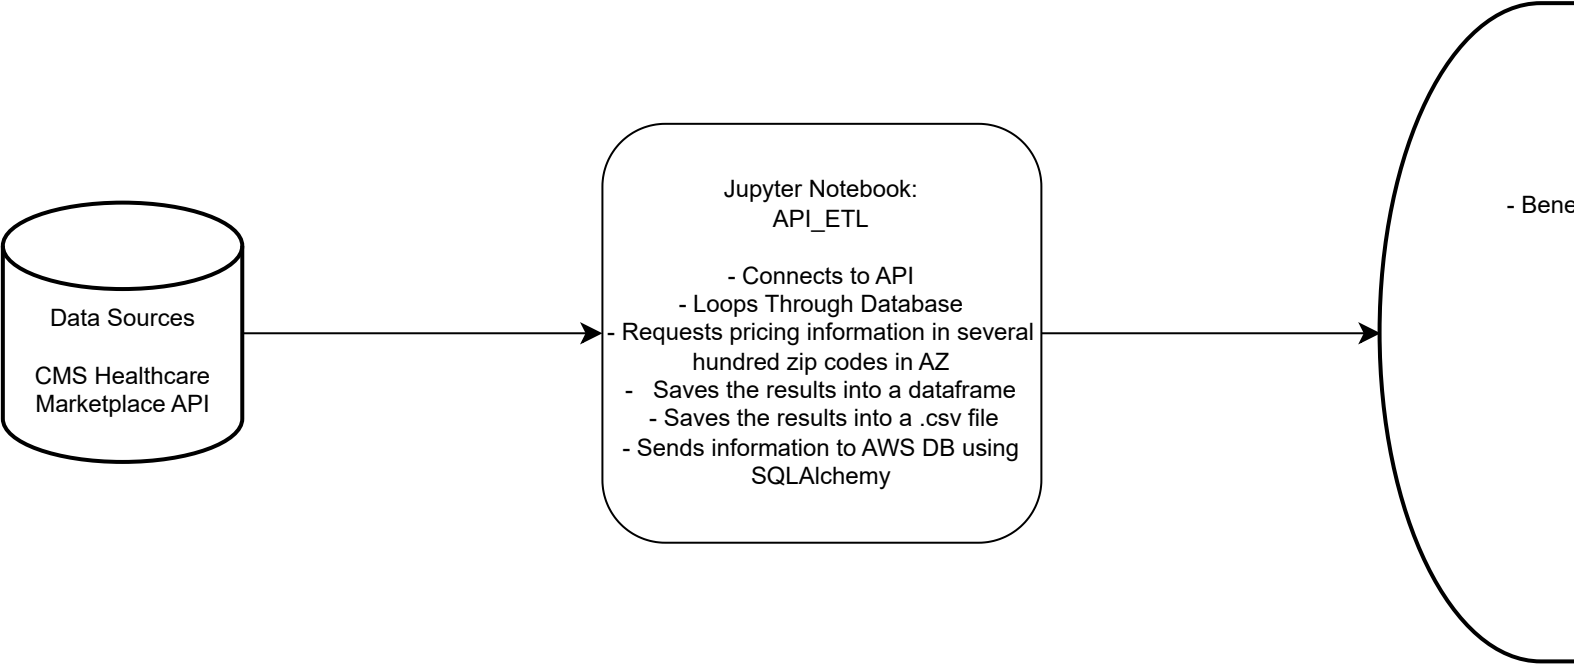 Data Sources
CMS Healthcare
Marketplace API
Jupyter Notebook:
API_ETL
- Connects to API
- Loops Through Database
- Requests pricing information in several
hundred zip codes in AZ
-   Saves the results into a dataframe
- Saves the results into a .csv file
- Sends information to AWS DB using
SQLAlchemy
- Bene